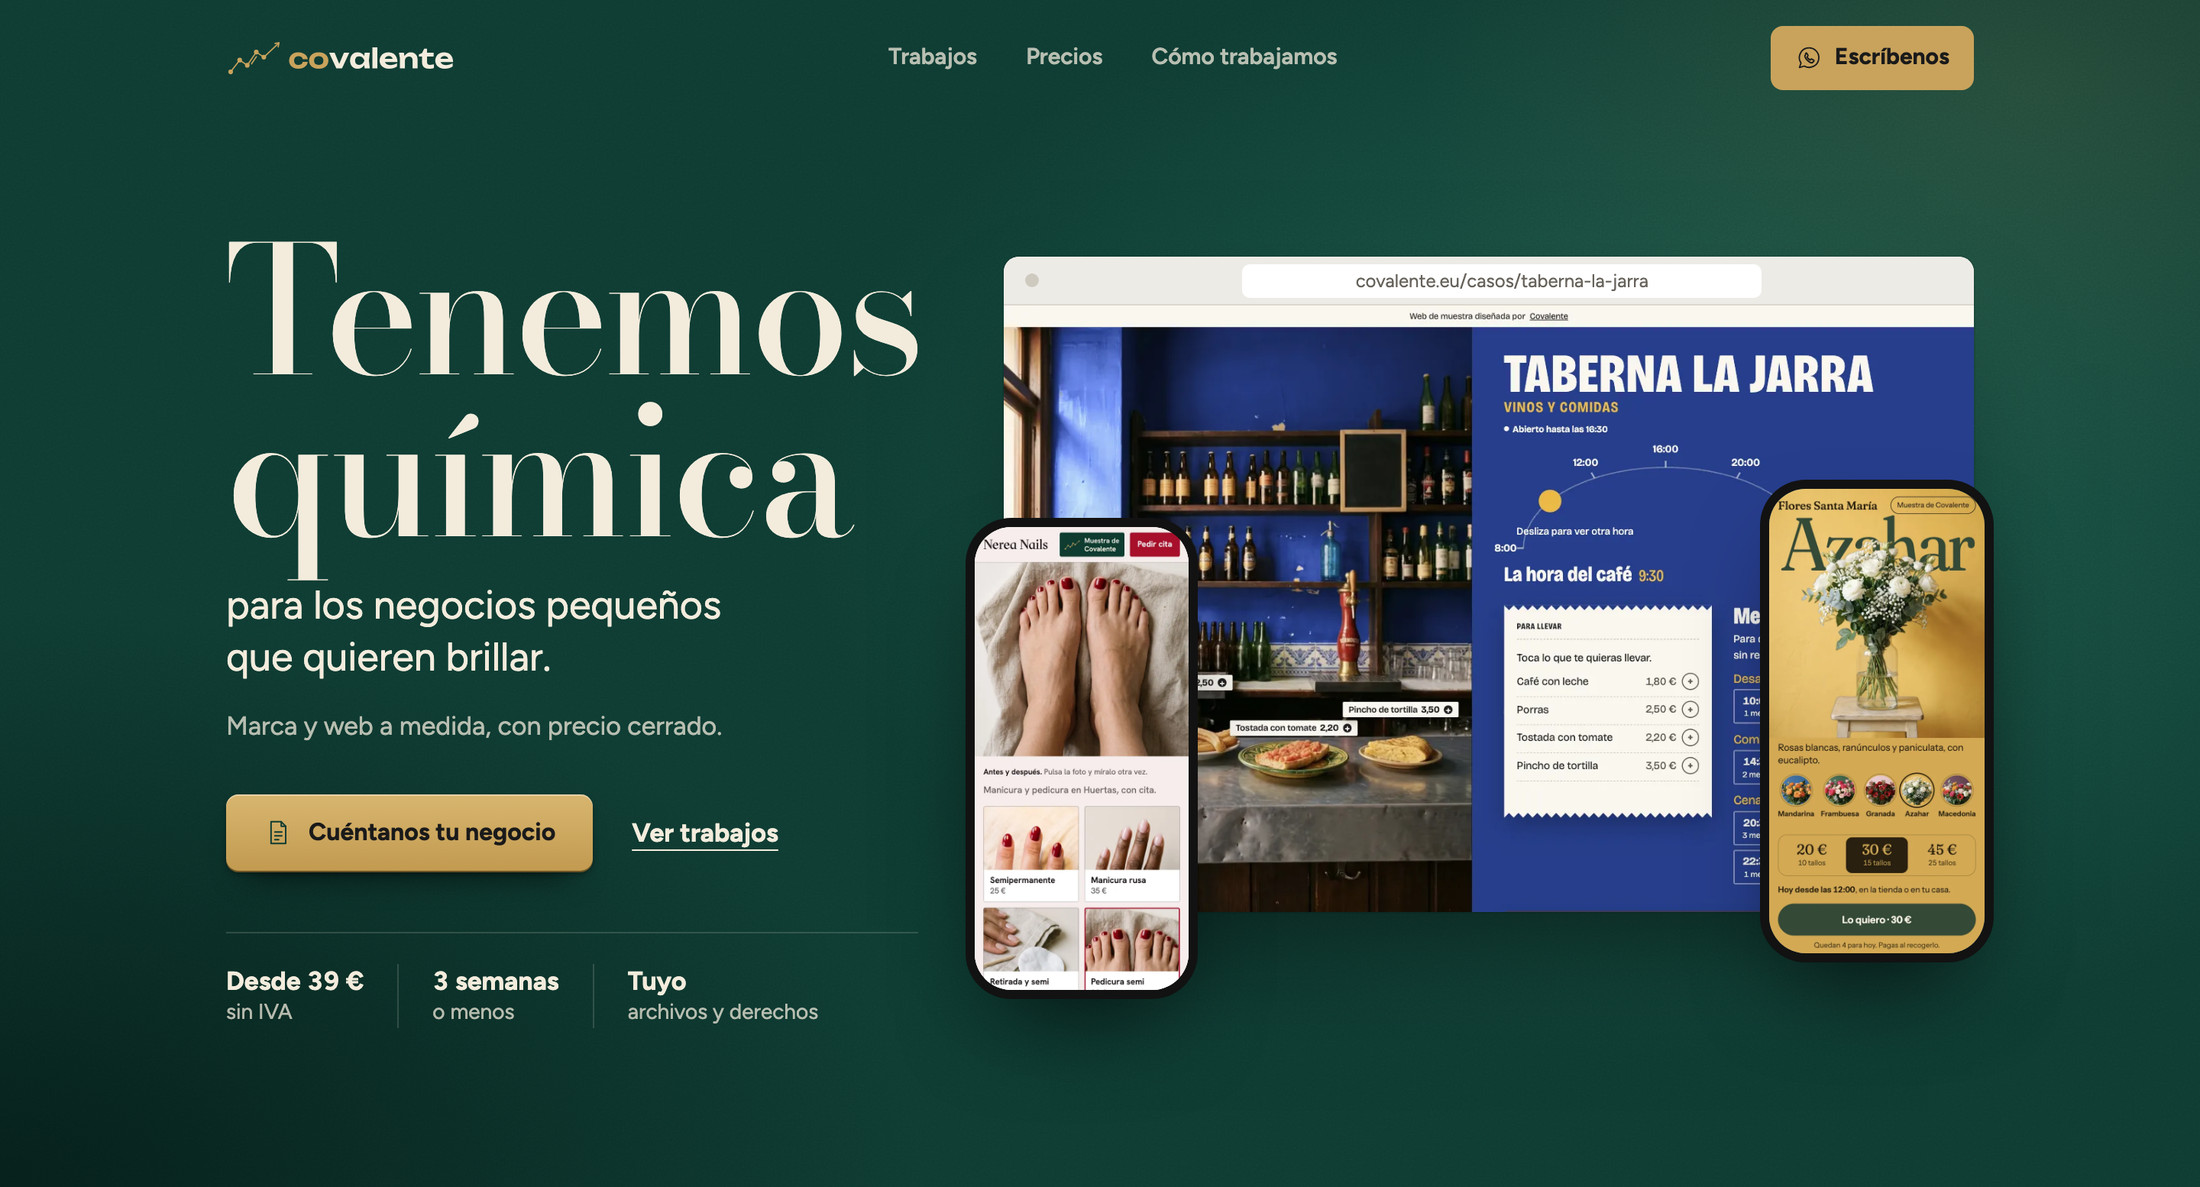 covalente
Trabajos
Precios
Cómo trabajamos
Escríbenos
Tenemos
química
para los negocios pequeños
que quieren brillar.
Marca y web a medida, con precio cerrado.
Cuéntanos tu negocio
Ver trabajos
Desde 39 €
sin IVA
3 semanas
o menos
Tuyo
archivos y derechos
covalente.eu/casos/taberna-la-jarra
Web de muestra diseñada por Covalente
TABERNA LA JARRA
VINOS Y COMIDAS
Abierto hasta las 16:30
12:00
16:00
20:00
Desliza para ver otra hora
8:00
La hora del café 9:30
PARA LLEVAR
Toca lo que te quieras llevar.
Café con leche 1,80 €
Porras 2,50 €
Tostada con tomate 2,20 €
Pincho de tortilla 3,50 €
Para
2 me
3 me
1 me
Pincho de tortilla 3,50
Tostada con tomate 2,20
Nerea Nails
Muestra de
Covalente
Pedir cita
Antes y después. Pulsa la foto y míralo otra vez.
Manicura y pedicura en Huertas, con cita.
Semipermanente
25 €
Manicura rusa
35 €
Retirada y semi
Pedicura semi
Flores Santa María
Muestra de Covalente
Azahar
Rosas blancas, ranúnculos y paniculata, con
eucalipto.
Mandarina
Frambuesa
Granada
Azahar
Macedonia
20 €
10 tallos
30 €
15 tallos
45 €
25 tallos
Hoy desde las 12:00, en la tienda o en tu casa.
Lo quiero · 30 €
Quedan 4 para hoy. Pagas al recogerlo.